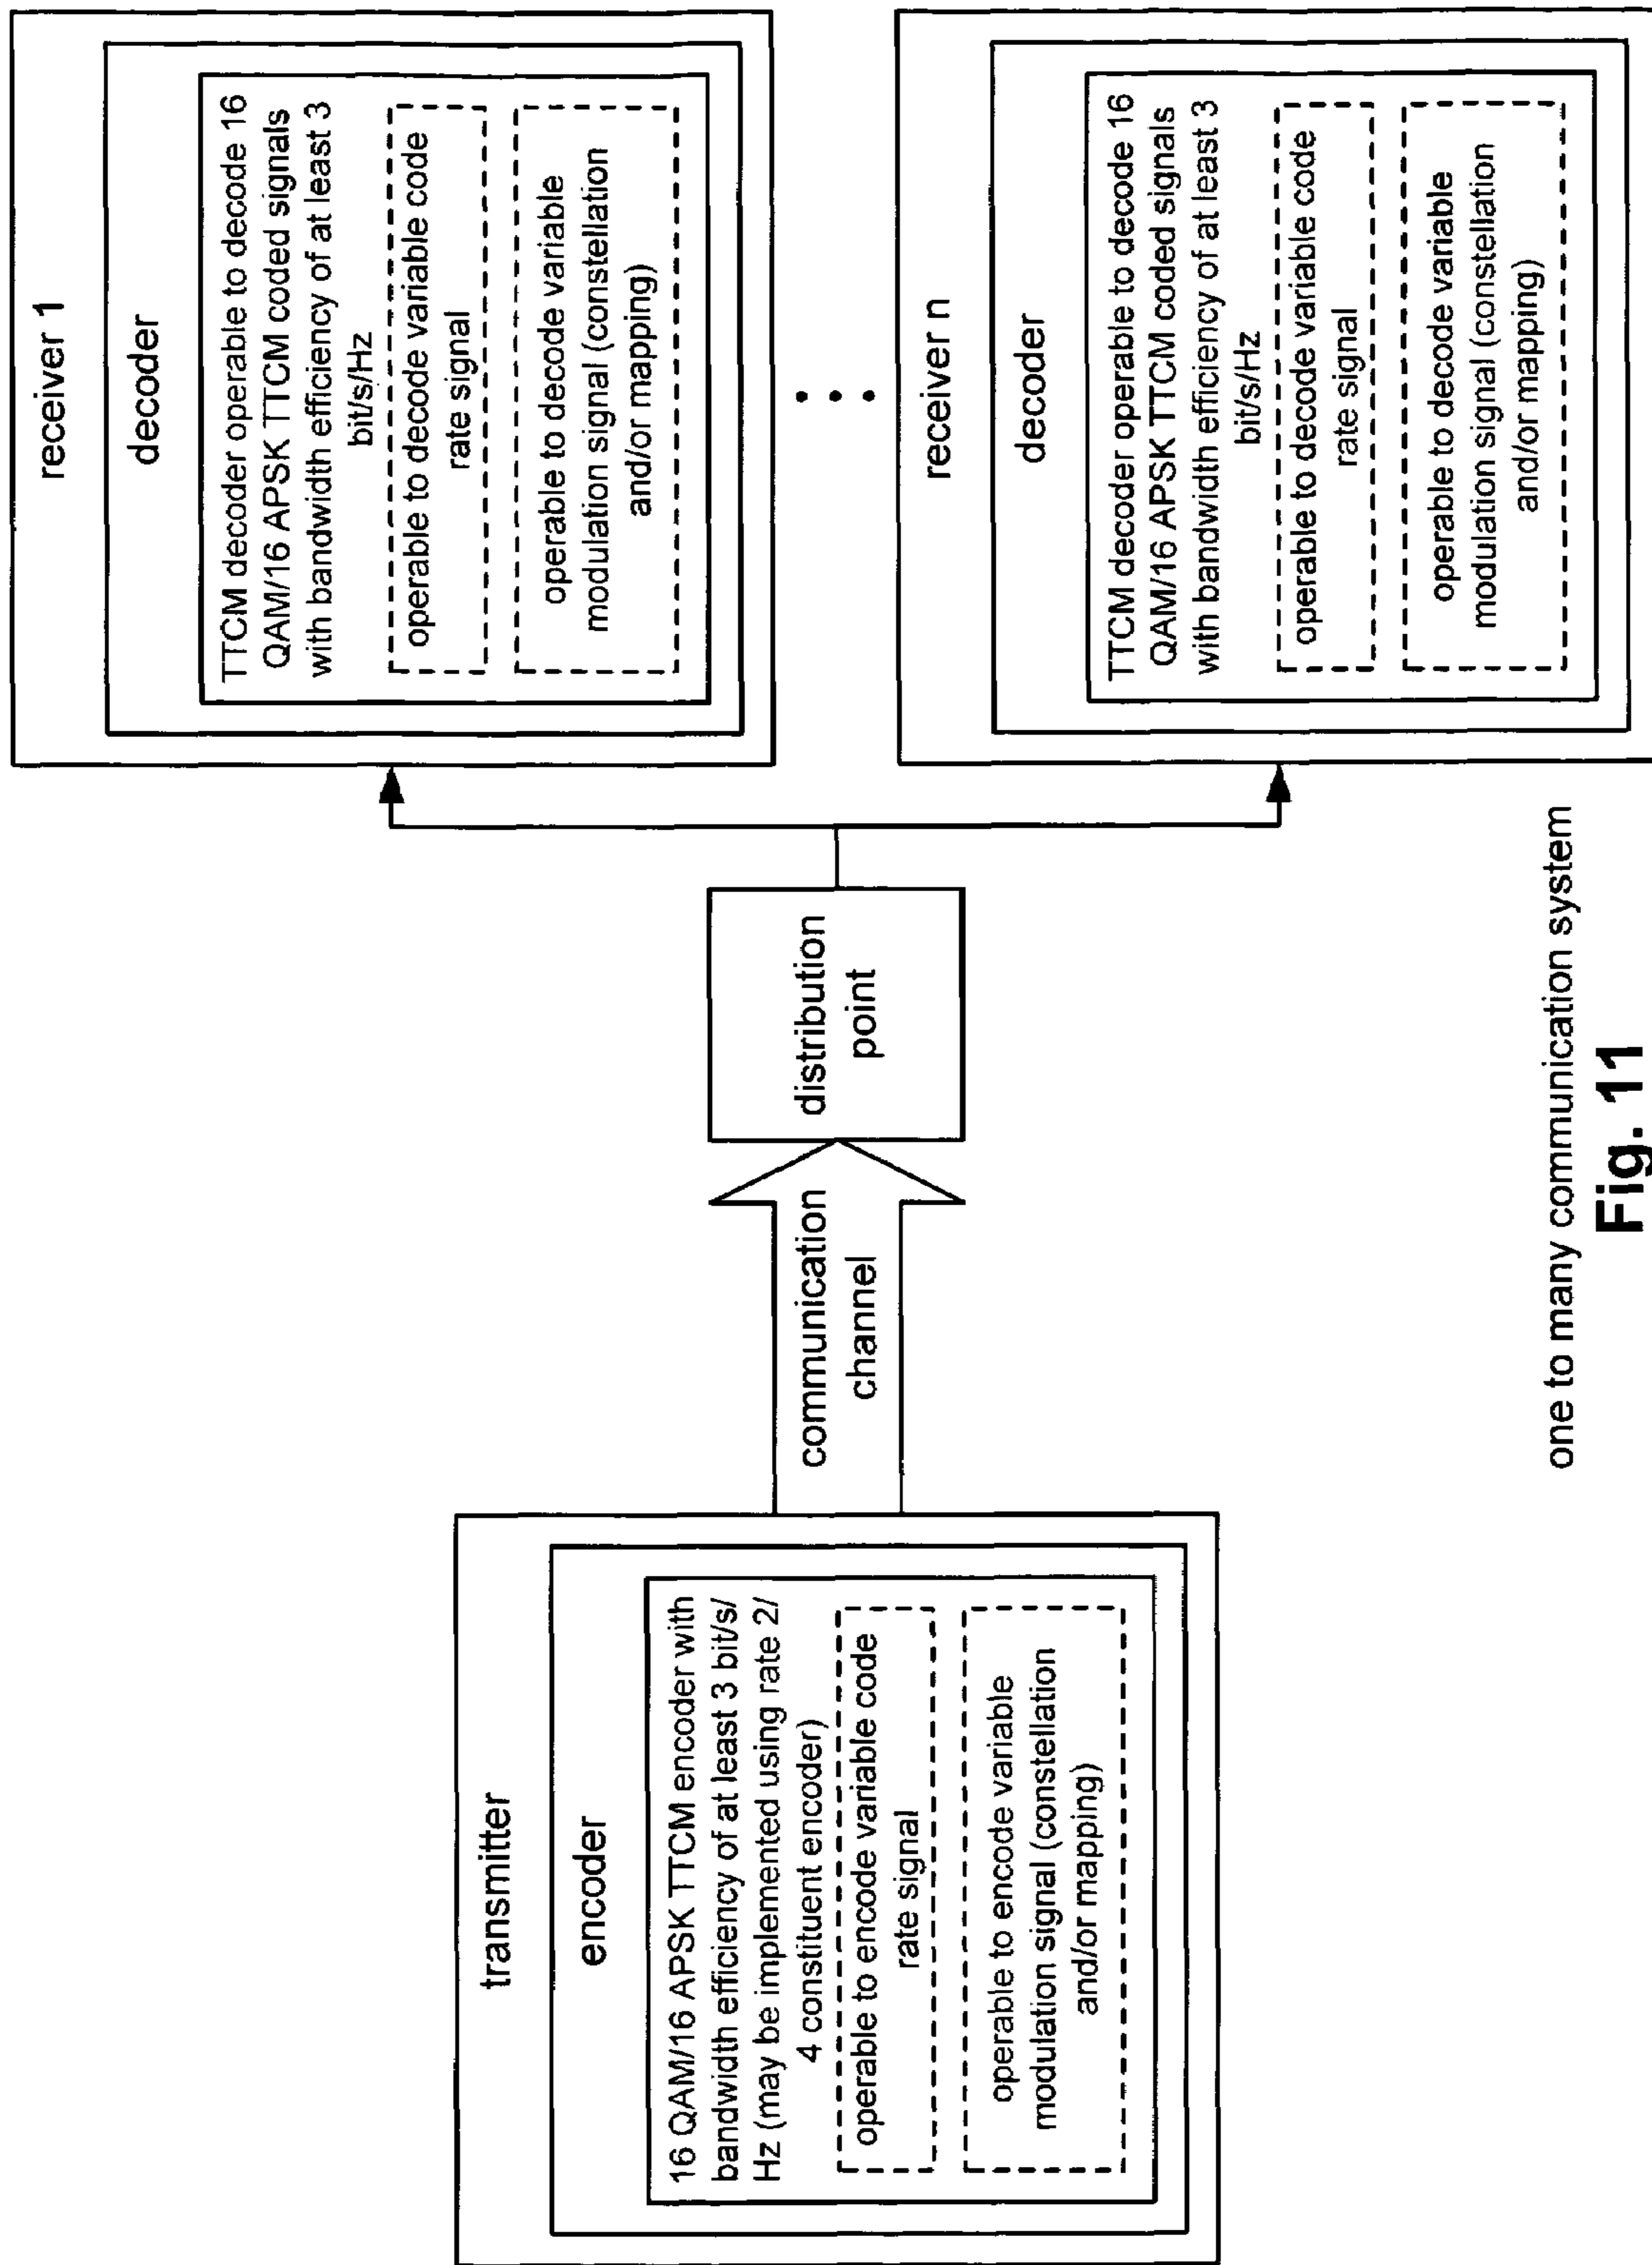 transmitter
encoder
16 QAM/16 APSK TTCM encoder with
bandwidth efficiency of at least 3 bit/s/
Hz (may be implemented using rate 2/
4 constituent encoder)
operable to encode variable code
rate signal
operable to encode variable
modulation signal (constellation
and/or mapping)
communication
channel
distribution
point
receiver 1
decoder
TTCM decoder operable to decode 16
QAM/16 APSK TTCM coded signals
with bandwidth efficiency of at least 3
bit/s/Hz
operable to decode variable code
rate signal
operable to decode variable
modulation signal (constellation
and/or mapping)
• • •
receiver n
decoder
TTCM decoder operable to decode 16
QAM/16 APSK TTCM coded signals
with bandwidth efficiency of at least 3
bit/s/Hz
operable to decode variable code
rate signal
operable to decode variable
modulation signal (constellation
and/or mapping)
one to many communication system
Fig. 11